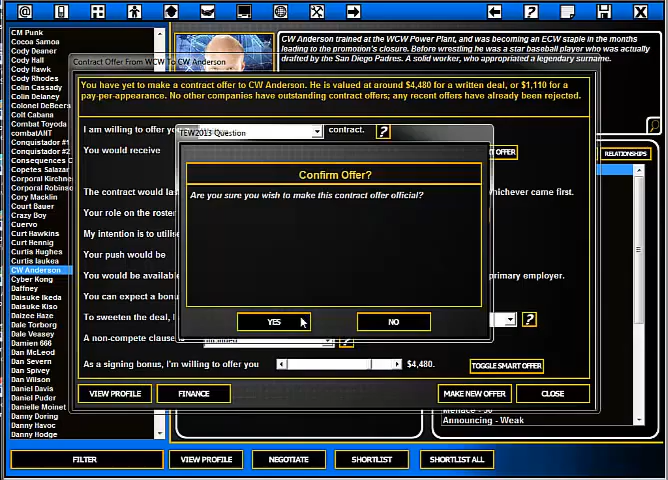 CW Anderson trained at the WCW Power Plant, and was becoming an ECW staple in the months
leading to the promotion's closure. Before wrestling he was a star baseball player who was actually
drafted by the San Diego Padres. A solid worker, who appropriated a legendary surname.
CM Punk
Cocoa Samoa
Cody Deaner
Cody Hall
Cody Hawk
Cody Rhodes
Colin Cassady
Colin Delaney
Colonel DeBeers
Colt Cabana
Combat Toyoda
combatANT
Conquistador #1
Conquistador #2
Consequences C
Copetes Salazar
Corporal Kirchner
Corporal Robinso
Cory Macklin
Court Bauer
Crazy Boy
Cuervo
Curt Hawkins
Curt Hennig
Curtis Hughes
Curtis Iaukea
CW Anderson
Cyber Kong
Daffney
Daisuke Ikeda
Daisuke Kiso
Daizee Haze
Dale Torborg
Dale Veasey
Damien 666
Dan McLeod
Dan Severn
Dan Spivey
Dan Wilson
Daniel Davis
Daniel Puder
Danielle Moinet
Danny Doring
Danny Havoc
Danny Hodge
Contract Offer From WCW To CW Anderson
You have yet to make a contract offer to CW Anderson. He is valued at around $4,480 for a written deal, or $1,110 for a
pay-per-appearance. No other companies have outstanding contract offers; any recent offers have already been rejected.
I am willing to offer yo
contract.
?
You would receive
OFFER
RELATIONSHIPS
The contract would las
hichever came first.
Your role on the roster
My intention is to utilis
Your push would be
You would be availab
primary employer.
You can expect a bonu
To sweeten the deal, I
?
A non-compete clause
As a signing bonus, I'm willing to offer you
$4,480.
TOGGLE SMART OFFER
TEW2013 Question
Confirm Offer?
Are you sure you wish to make this contract offer official?
YES
NO
VIEW PROFILE
FINANCE
MAKE NEW OFFER
CLOSE
Announcing - Weak
FILTER
VIEW PROFILE
NEGOTIATE
SHORTLIST
SHORTLIST ALL